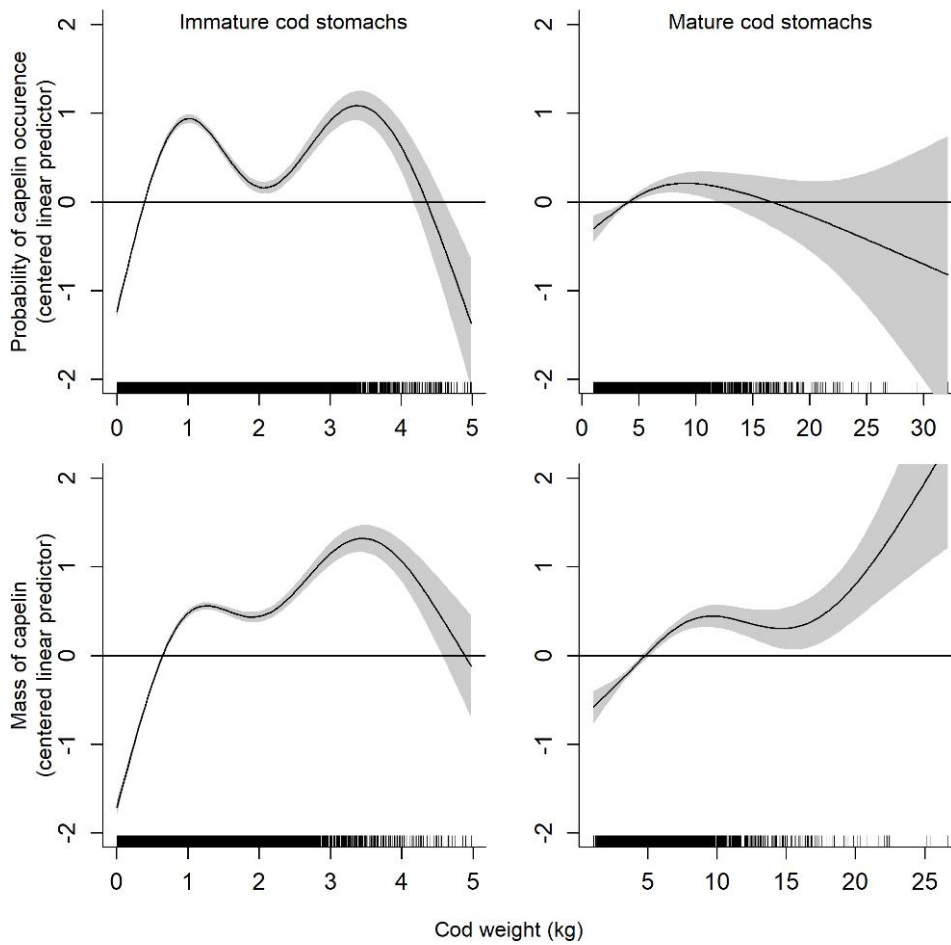 Immature cod stomachs
Mature cod stomachs
Probability of capelin occurence
(centered linear predictor)
2
1
0
-1
-2
0 1 2 3 4 5
2
1
0
-1
-2
0 5 10 15 20 25 30
Mass of capelin
(centered linear predictor)
2
1
0
-1
-2
0 1 2 3 4 5
2
1
0
-1
-2
5 10 15 20 25
Cod weight (kg)